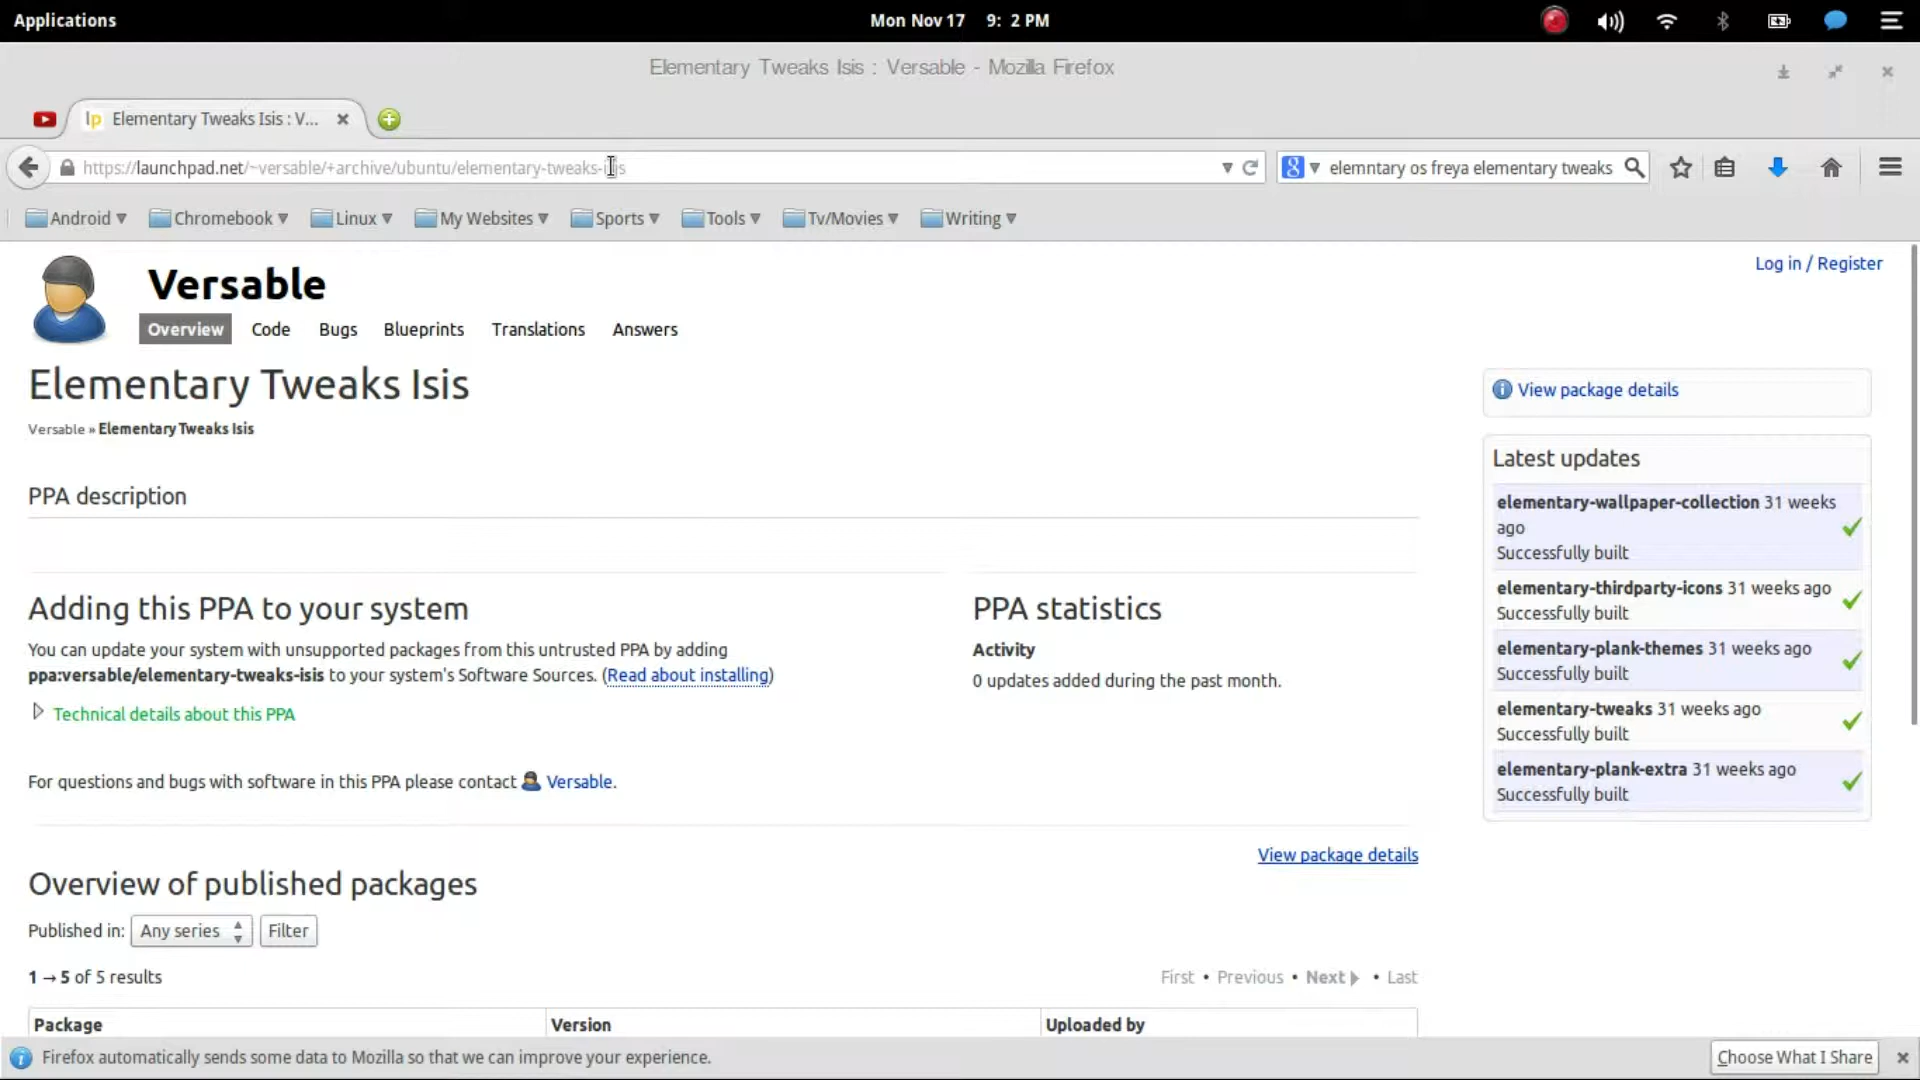 Applications
Mon Nov 17 9: 2 PM
Elementary Tweaks Isis : Versable - Mozilla Firefox
lp Elementary Tweaks Isis : V...
https://launchpad.net/~versable/+archive/ubuntu/elementary-tweaks-isis
elemntary os freya elementary tweaks
Android
Chromebook
Linux
My Websites
Sports
Tools
Tv/Movies
Writing
Log in / Register
Versable
Overview Code Bugs Blueprints Translations Answers
Elementary Tweaks Isis
Versable » Elementary Tweaks Isis
PPA description
Adding this PPA to your system
You can update your system with unsupported packages from this untrusted PPA by adding
ppa:versable/elementary-tweaks-isis to your system's Software Sources. (Read about installing)
Technical details about this PPA
For questions and bugs with software in this PPA please contact Versable.
PPA statistics
Activity
0 updates added during the past month.
View package details
Overview of published packages
Published in: Any series Filter
1 → 5 of 5 results
First • Previous • Next • Last
Package Version Uploaded by
View package details
Latest updates
elementary-wallpaper-collection 31 weeks
ago
Successfully built
elementary-thirdparty-icons 31 weeks ago
Successfully built
elementary-plank-themes 31 weeks ago
Successfully built
elementary-tweaks 31 weeks ago
Successfully built
elementary-plank-extra 31 weeks ago
Successfully built
Firefox automatically sends some data to Mozilla so that we can improve your experience.
Choose What I Share